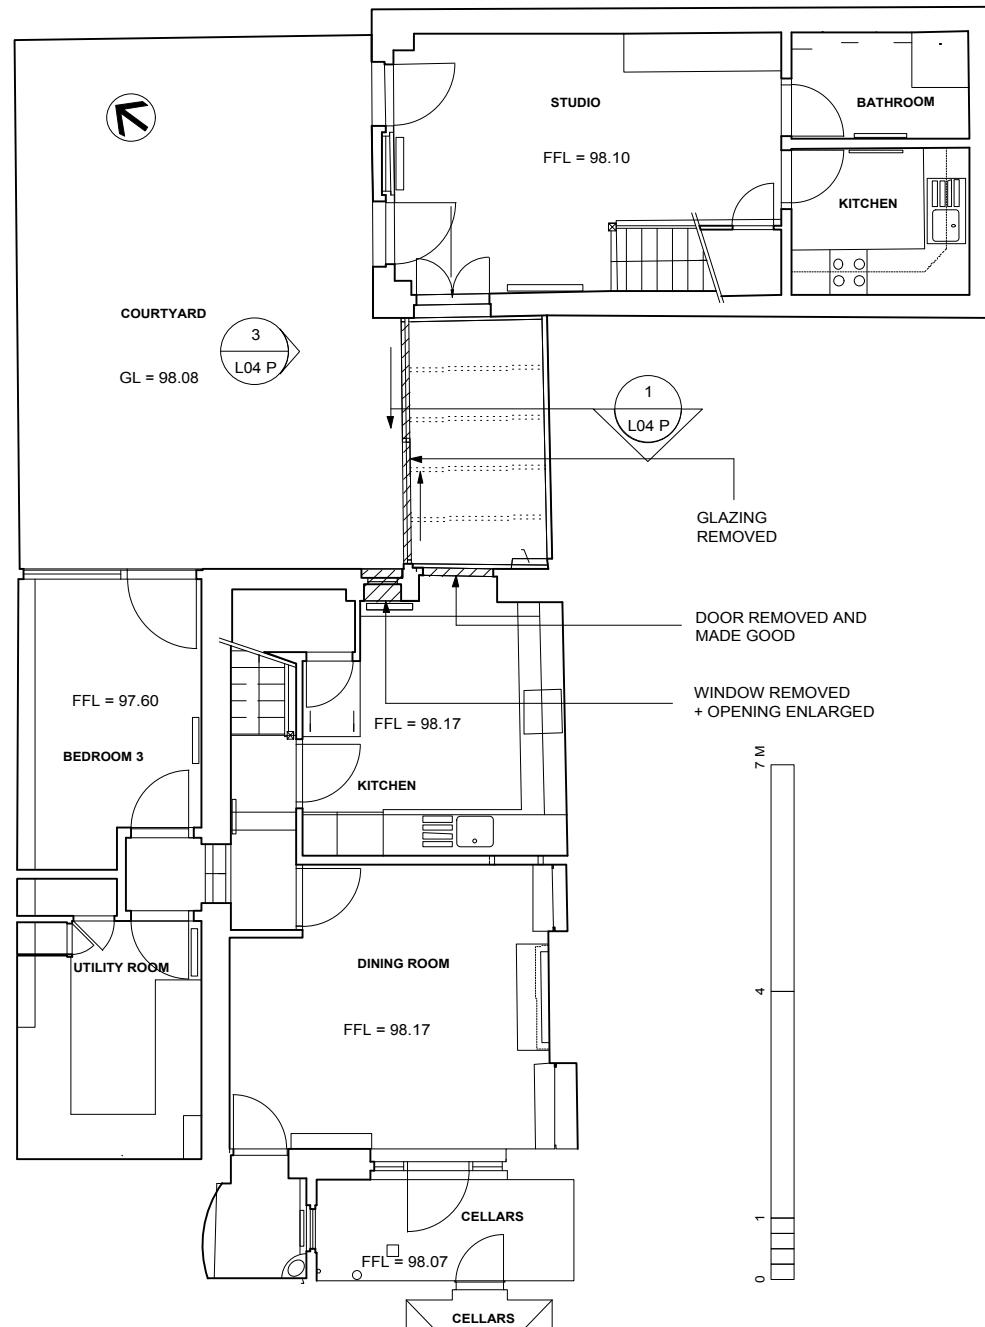 STUDIO
BATHROOM
FFL = 98.10
KITCHEN
COURTYARD
3
L04 P
GL = 98.08
1
L04 P
GLAZING
REMOVED
DOOR REMOVED AND
MADE GOOD
WINDOW REMOVED
+ OPENING ENLARGED
FFL = 97.60
BEDROOM 3
FFL = 98.17
KITCHEN
7 M
4
1
0
UTILITY ROOM
DINING ROOM
FFL = 98.17
CELLARS
FFL = 98.07
CELLARS